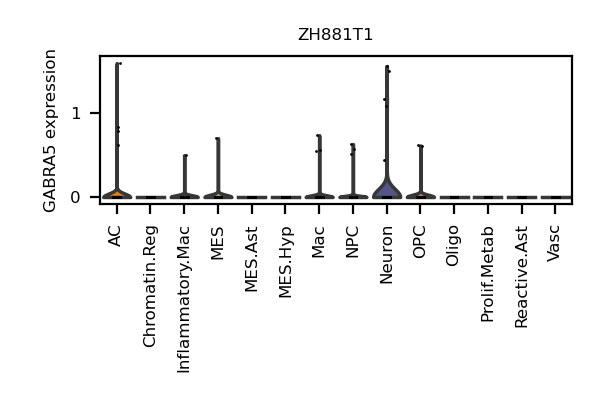 ZH881T1
GABRA5 expression
1
0
AC
Chromatin.Reg
Inflammatory.Mac
MES
MES.Ast
MES.Hyp
Mac
NPC
Neuron
OPC
Oligo
Prolif.Metab
Reactive.Ast
Vasc